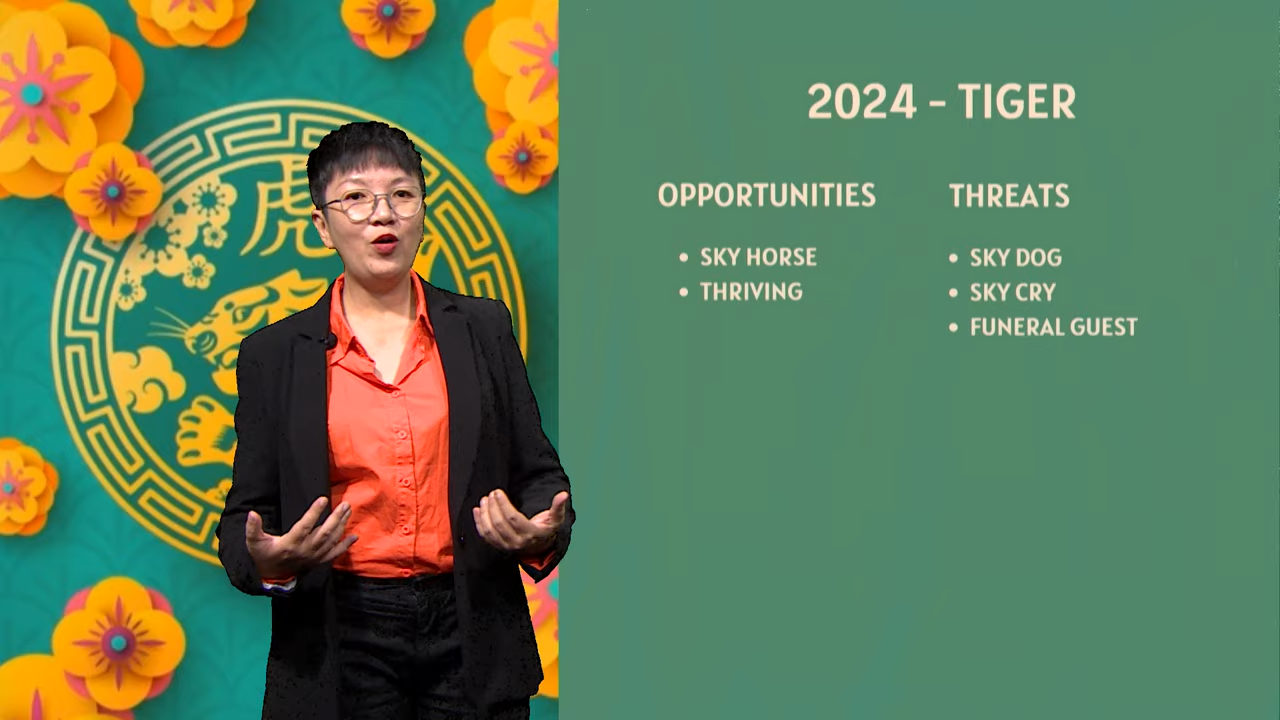 虎
2024 - TIGER
OPPORTUNITIES
• SKY HORSE
• THRIVING
THREATS
• SKY DOG
• SKY CRY
• FUNERAL GUEST